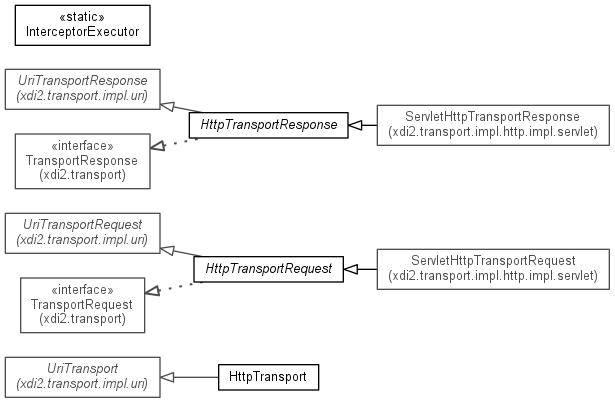 «static»
InterceptorExecutor
UriTransportResponse
(xdi2.transport.impl.uri)
HttpTransportResponse
ServletHttpTransportResponse
(xdi2.transport.impl.http.impl.servlet)
«interface»
TransportResponse
(xdi2.transport)
UriTransportRequest
(xdi2.transport.impl.uri)
HttpTransportRequest
ServletHttpTransportRequest
(xdi2.transport.impl.http.impl.servlet)
«interface»
TransportRequest
(xdi2.transport)
UriTransport
(xdi2.transport.impl.uri)
HttpTransport